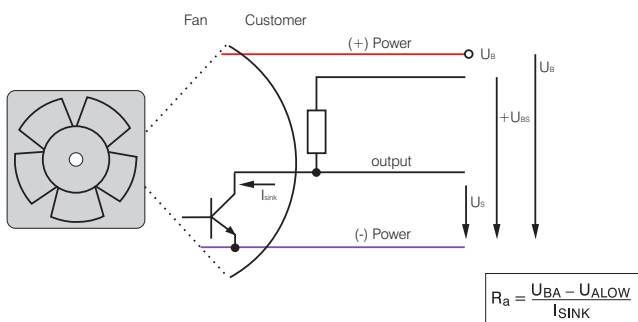 Fan Customer
(+) Power
UB
UB
+UBS
output
Isink
US
(-) Power
Ra = UBA – UALOW
ISINK